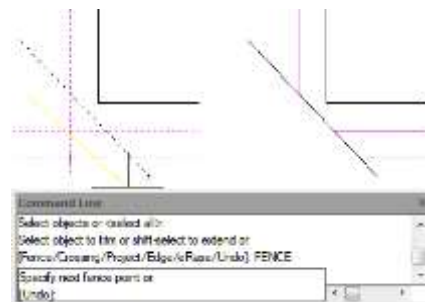 Command Line
Select objects or <select all>:
Select object to trim or shift-select to extend or
[Fence/Crossing/Project/Edge/eRase/Undo]: FENCE
Specify next fence point or
[Undo]: